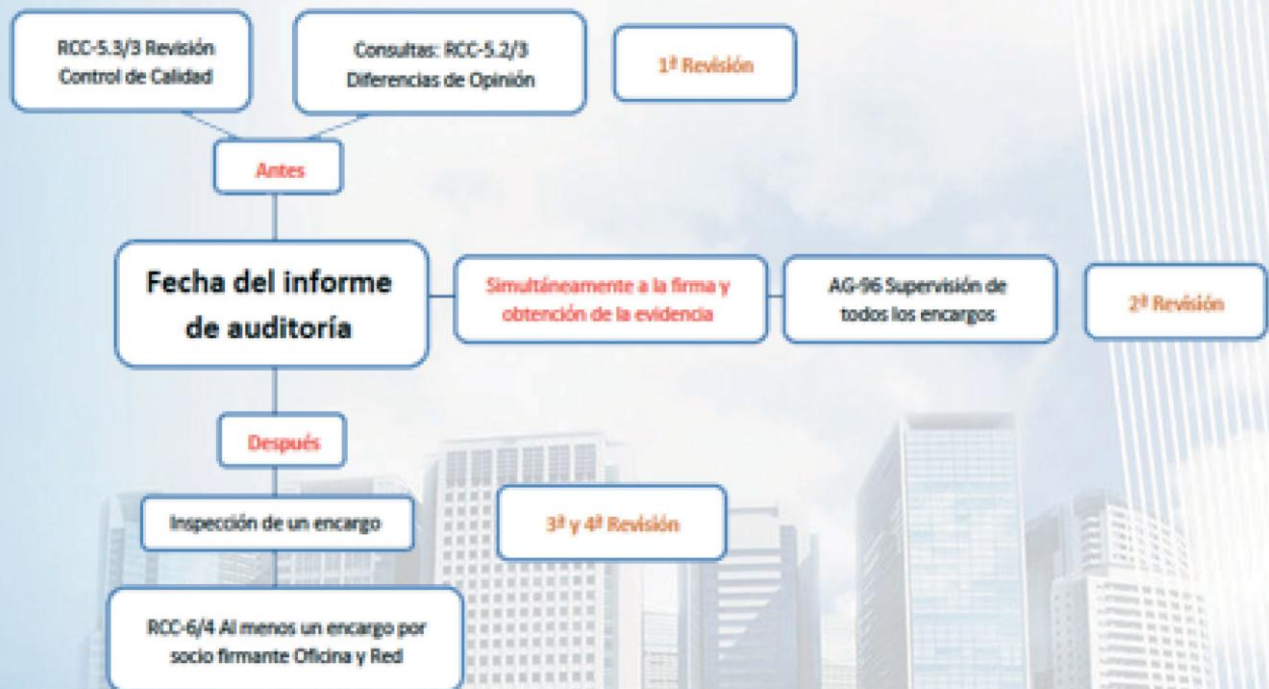 RCC-5.3/3 Revisión
Control de Calidad
Consultas: RCC-5.2/3
Diferencias de Opinión
1ª Revisión
Antes
Fecha del informe
de auditoría
Simultáneamente a la firma y
obtención de la evidencia
AG-96 Supervisión de
todos los encargos
2ª Revisión
Después
Inspección de un encargo
3ª y 4ª Revisión
RCC-6/4 Al menos un encargo por
socio firmante Oficina y Red